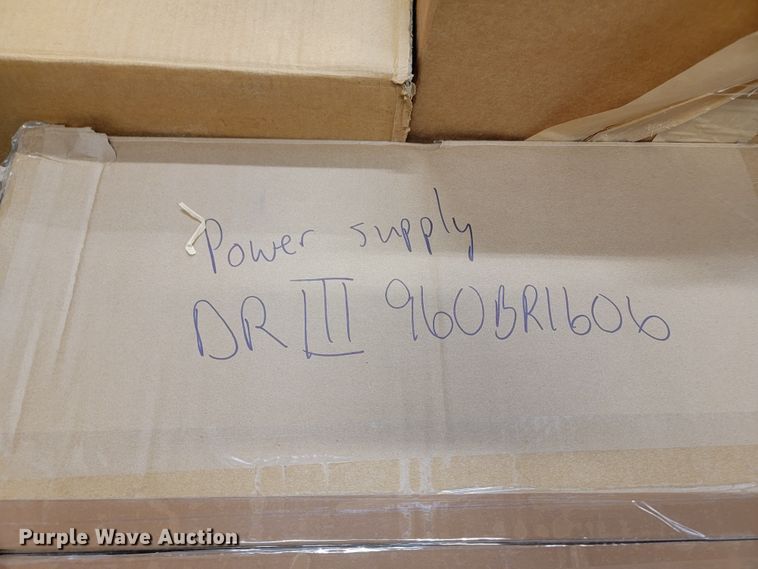 Power supply
DR III 960BR1606
Purple Wave Auction